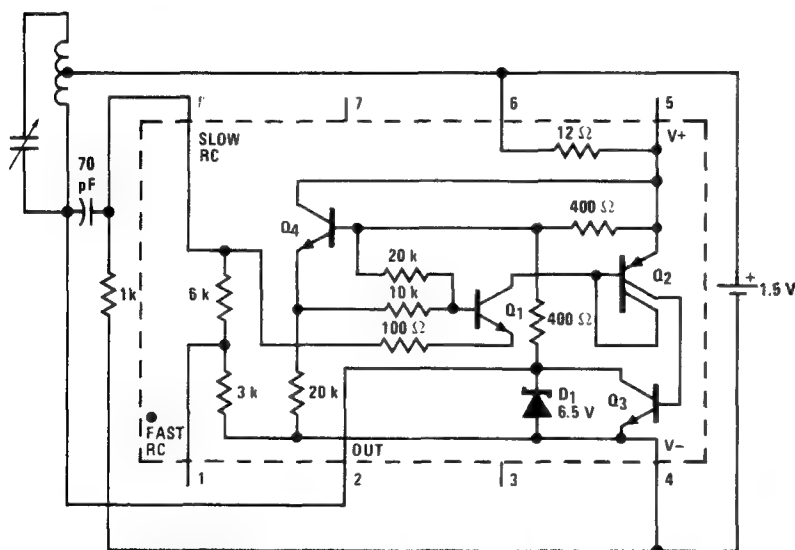 7
6
5
SLOW
RC
12 Ω
V+
70
pF
400 Ω
Q4
20 k
Q2
+
1.5 V
1k
6 k
10 k
Q1
400 Ω
100 Ω
3 k
20 k
D1
6.5 V
Q3
FAST
RC
OUT
V−
1
2
3
4